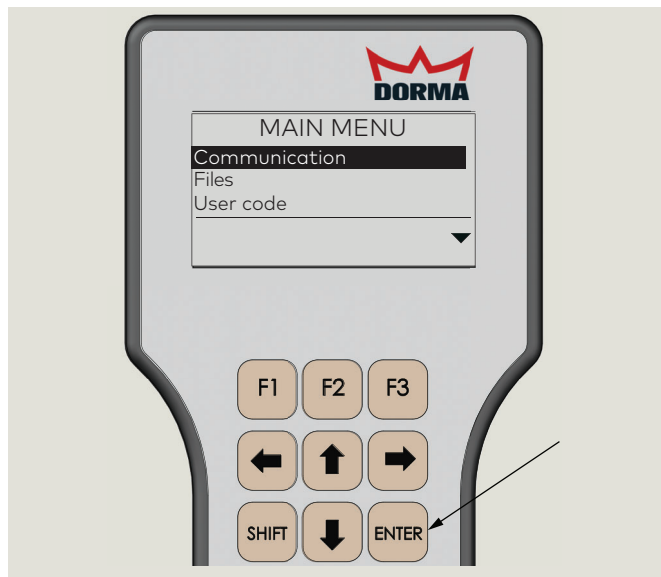 DORMA
MAIN MENU
Communication
Files
User code
F1 F2 F3
SHIFT ENTER